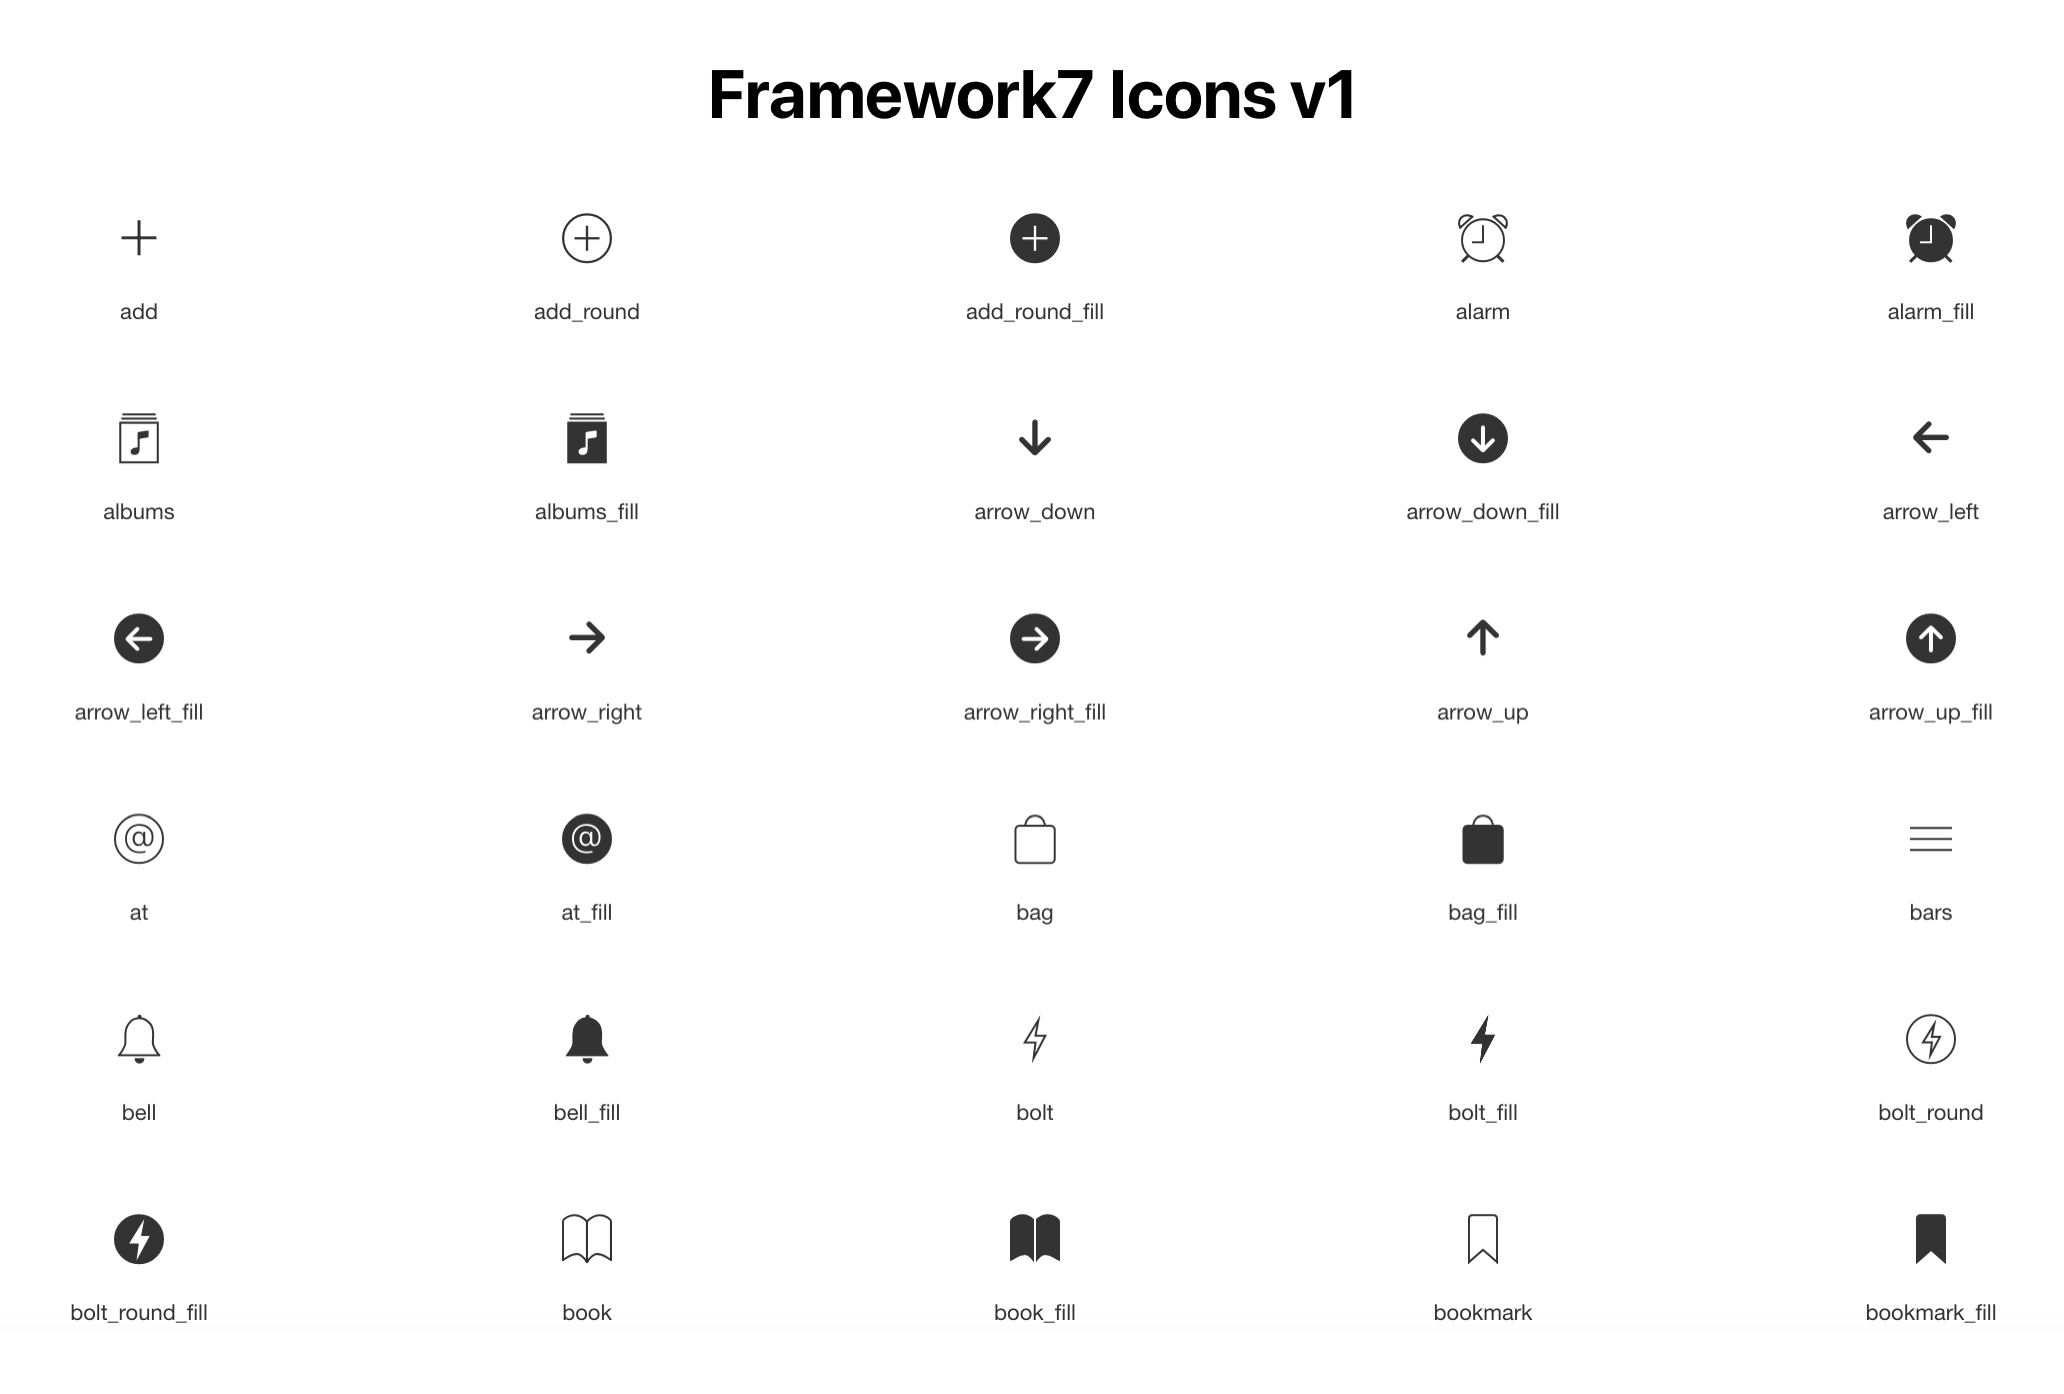 Framework7 Icons v1
add add_round add_round_fill alarm alarm_fill
albums albums_fill arrow_down arrow_down_fill arrow_left
arrow_left_fill arrow_right arrow_right_fill arrow_up arrow_up_fill
@ @
at at_fill bag bag_fill bars
bell bell_fill bolt bolt_fill bolt_round
bolt_round_fill book book_fill bookmark bookmark_fill